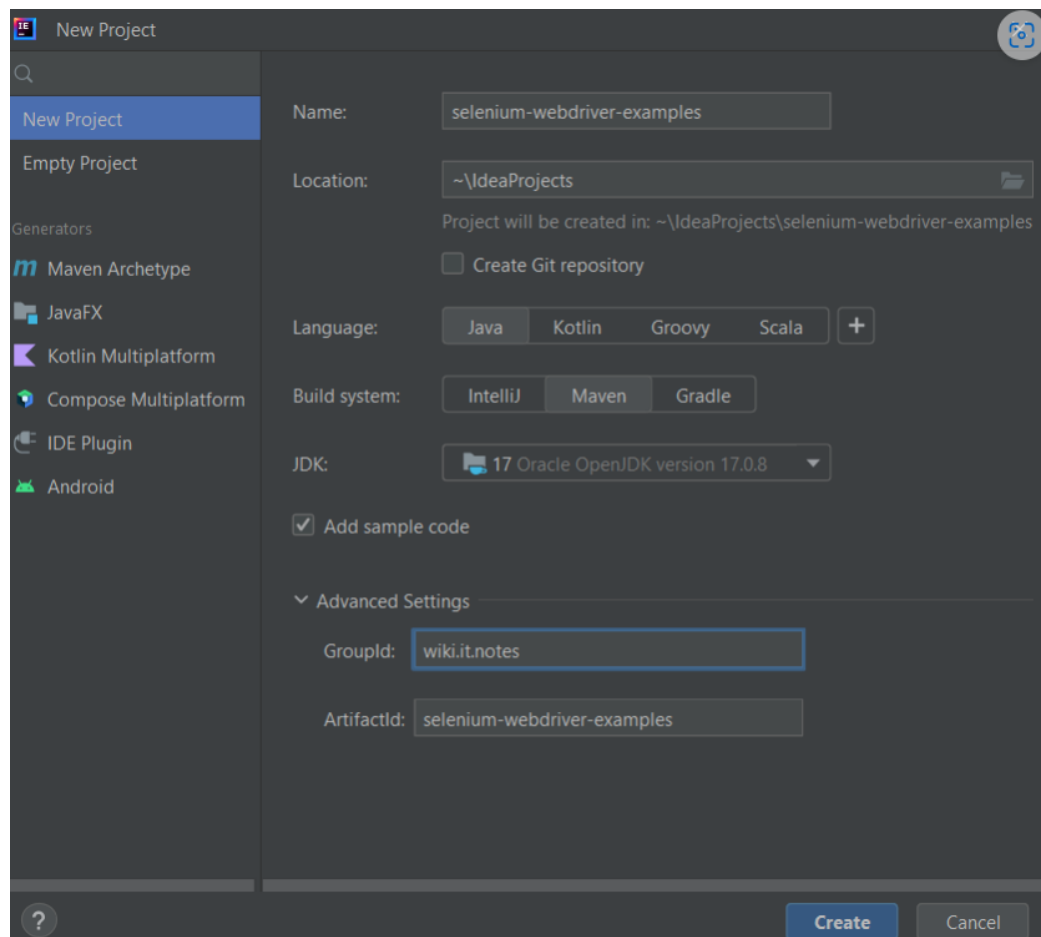 New Project
New Project
Empty Project
Generators
Maven Archetype
JavaFX
Kotlin Multiplatform
Compose Multiplatform
IDE Plugin
Android
Name: selenium-webdriver-examples
Location: ~\IdeaProjects
Project will be created in: ~\IdeaProjects\selenium-webdriver-examples
Create Git repository
Language: Java Kotlin Groovy Scala +
Build system: IntelliJ Maven Gradle
JDK: 17 Oracle OpenJDK version 17.0.8
Add sample code
Advanced Settings
GroupId: wiki.it.notes
ArtifactId: selenium-webdriver-examples
? Create Cancel